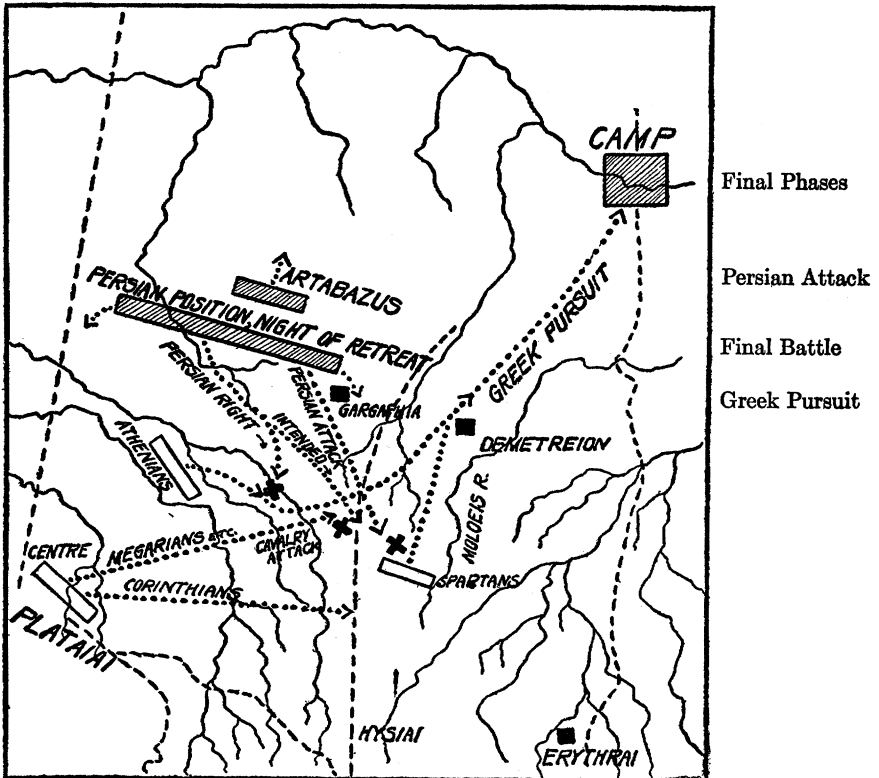 CAMP
Final Phases
Persian Attack
Final Battle
Greek Pursuit
ARTABAZUS
PERSIAN POSITION, NIGHT OF RETREAT
PERSIAN RIGHT
INTENDED
PERSIAN ATTACK
GARGAPHIA
GREEK PURSUIT
DEMETREION
MOLOEIS R.
ATHENIANS
MEGARIANS ETC.
CAVALRY
ATTACK
CENTRE
CORINTHIANS
SPARTANS
PLATAIAI
HYSIAI
ERYTHRAI